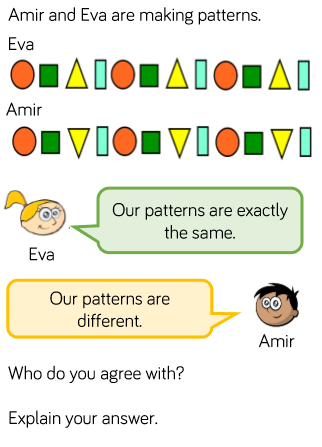 Amir and Eva are making patterns.
Eva
Amir
Our patterns are exactly
the same.
Eva
Our patterns are
different.
Amir
Who do you agree with?
Explain your answer.